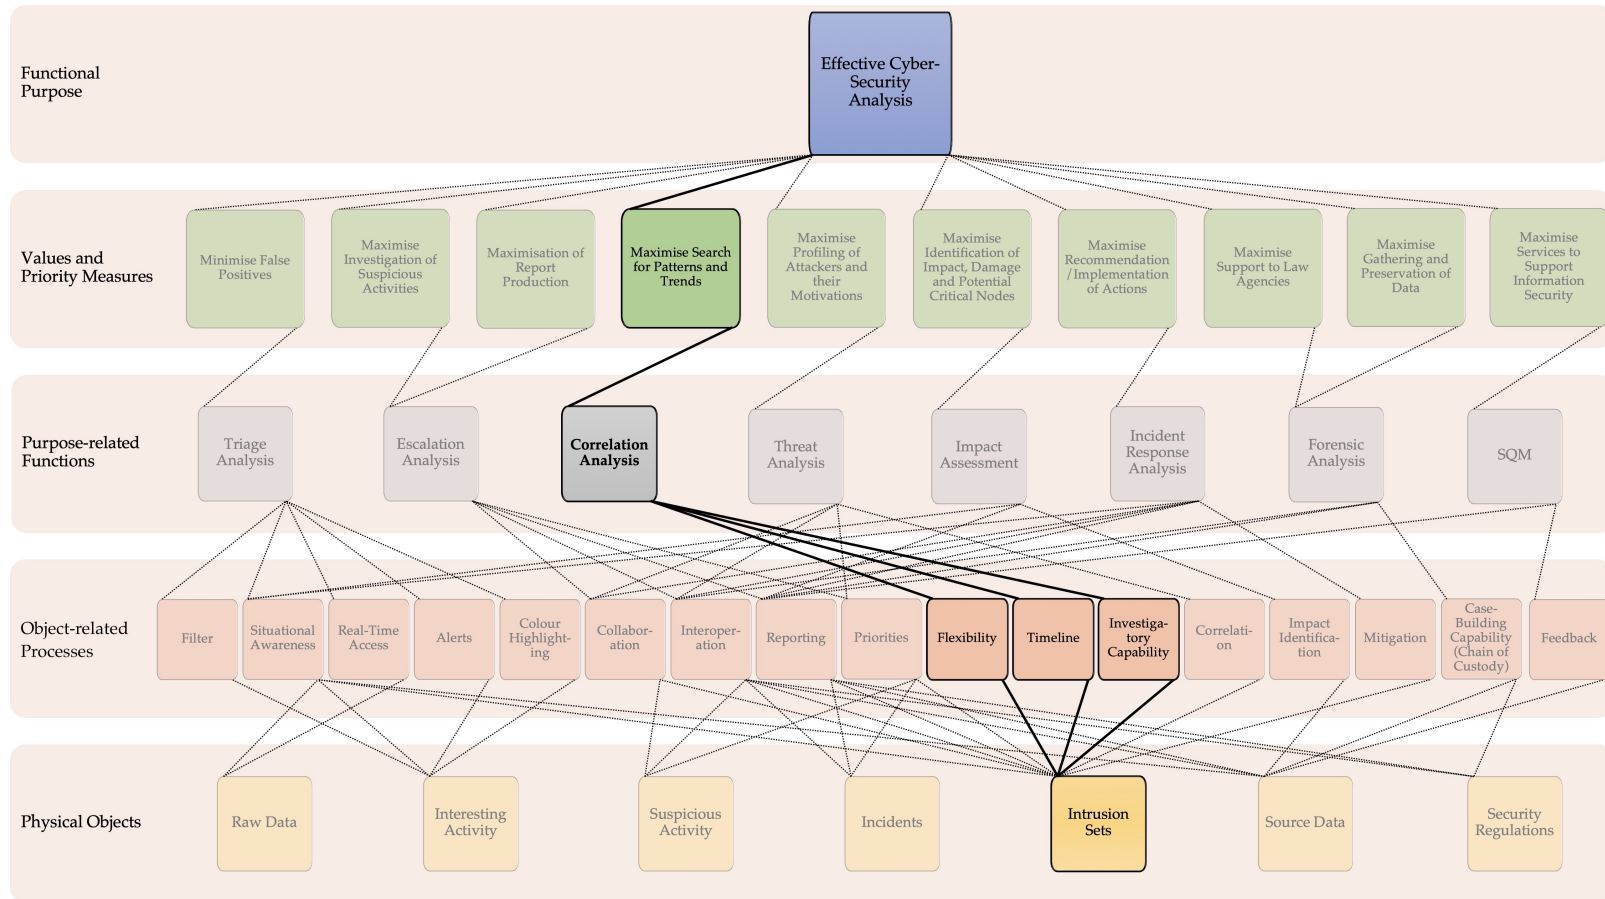 Functional
Purpose
Effective Cyber-
Security
Analysis
Values and
Priority Measures
Minimise False
Positives
Maximise
Investigation of
Suspicious
Activities
Maximisation of
Report
Production
Maximise Search
for Patterns and
Trends
Maximise
Profiling of
Attackers and
their
Motivations
Maximise
Identification of
Impact, Damage
and Potential
Critical Nodes
Maximise
Recommendation
/Implementation
of Actions
Maximise
Support to Law
Agencies
Maximise
Gathering and
Preservation of
Data
Maximise
Services to
Support
Information
Security
Purpose-related
Functions
Triage
Analysis
Escalation
Analysis
Correlation
Analysis
Threat
Analysis
Impact
Assessment
Incident
Response
Analysis
Forensic
Analysis
SQM
Object-related
Processes
Filter
Situational
Awareness
Real-Time
Access
Alerts
Colour
Highlight-
ing
Collabor-
ation
Interoper-
ation
Reporting
Priorities
Flexibility
Timeline
Investiga-
tory
Capability
Correlati-
on
Impact
Identifica-
tion
Mitigation
Case-
Building
Capability
(Chain of
Custody)
Feedback
Physical Objects
Raw Data
Interesting
Activity
Suspicious
Activity
Incidents
Intrusion
Sets
Source Data
Security
Regulations